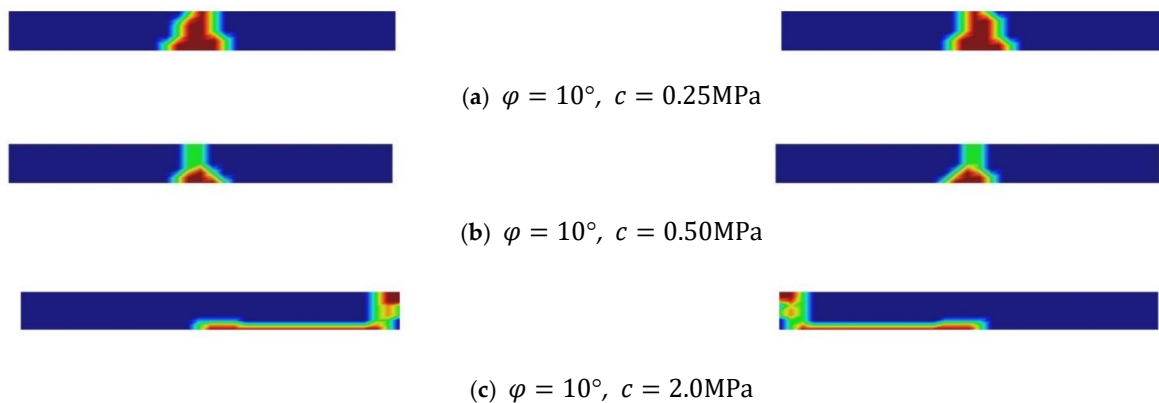 (a) 𝜑 = 10°, 𝑐 = 0.25MPa
(b) 𝜑 = 10°, 𝑐 = 0.50MPa
(c) 𝜑 = 10°, 𝑐 = 2.0MPa